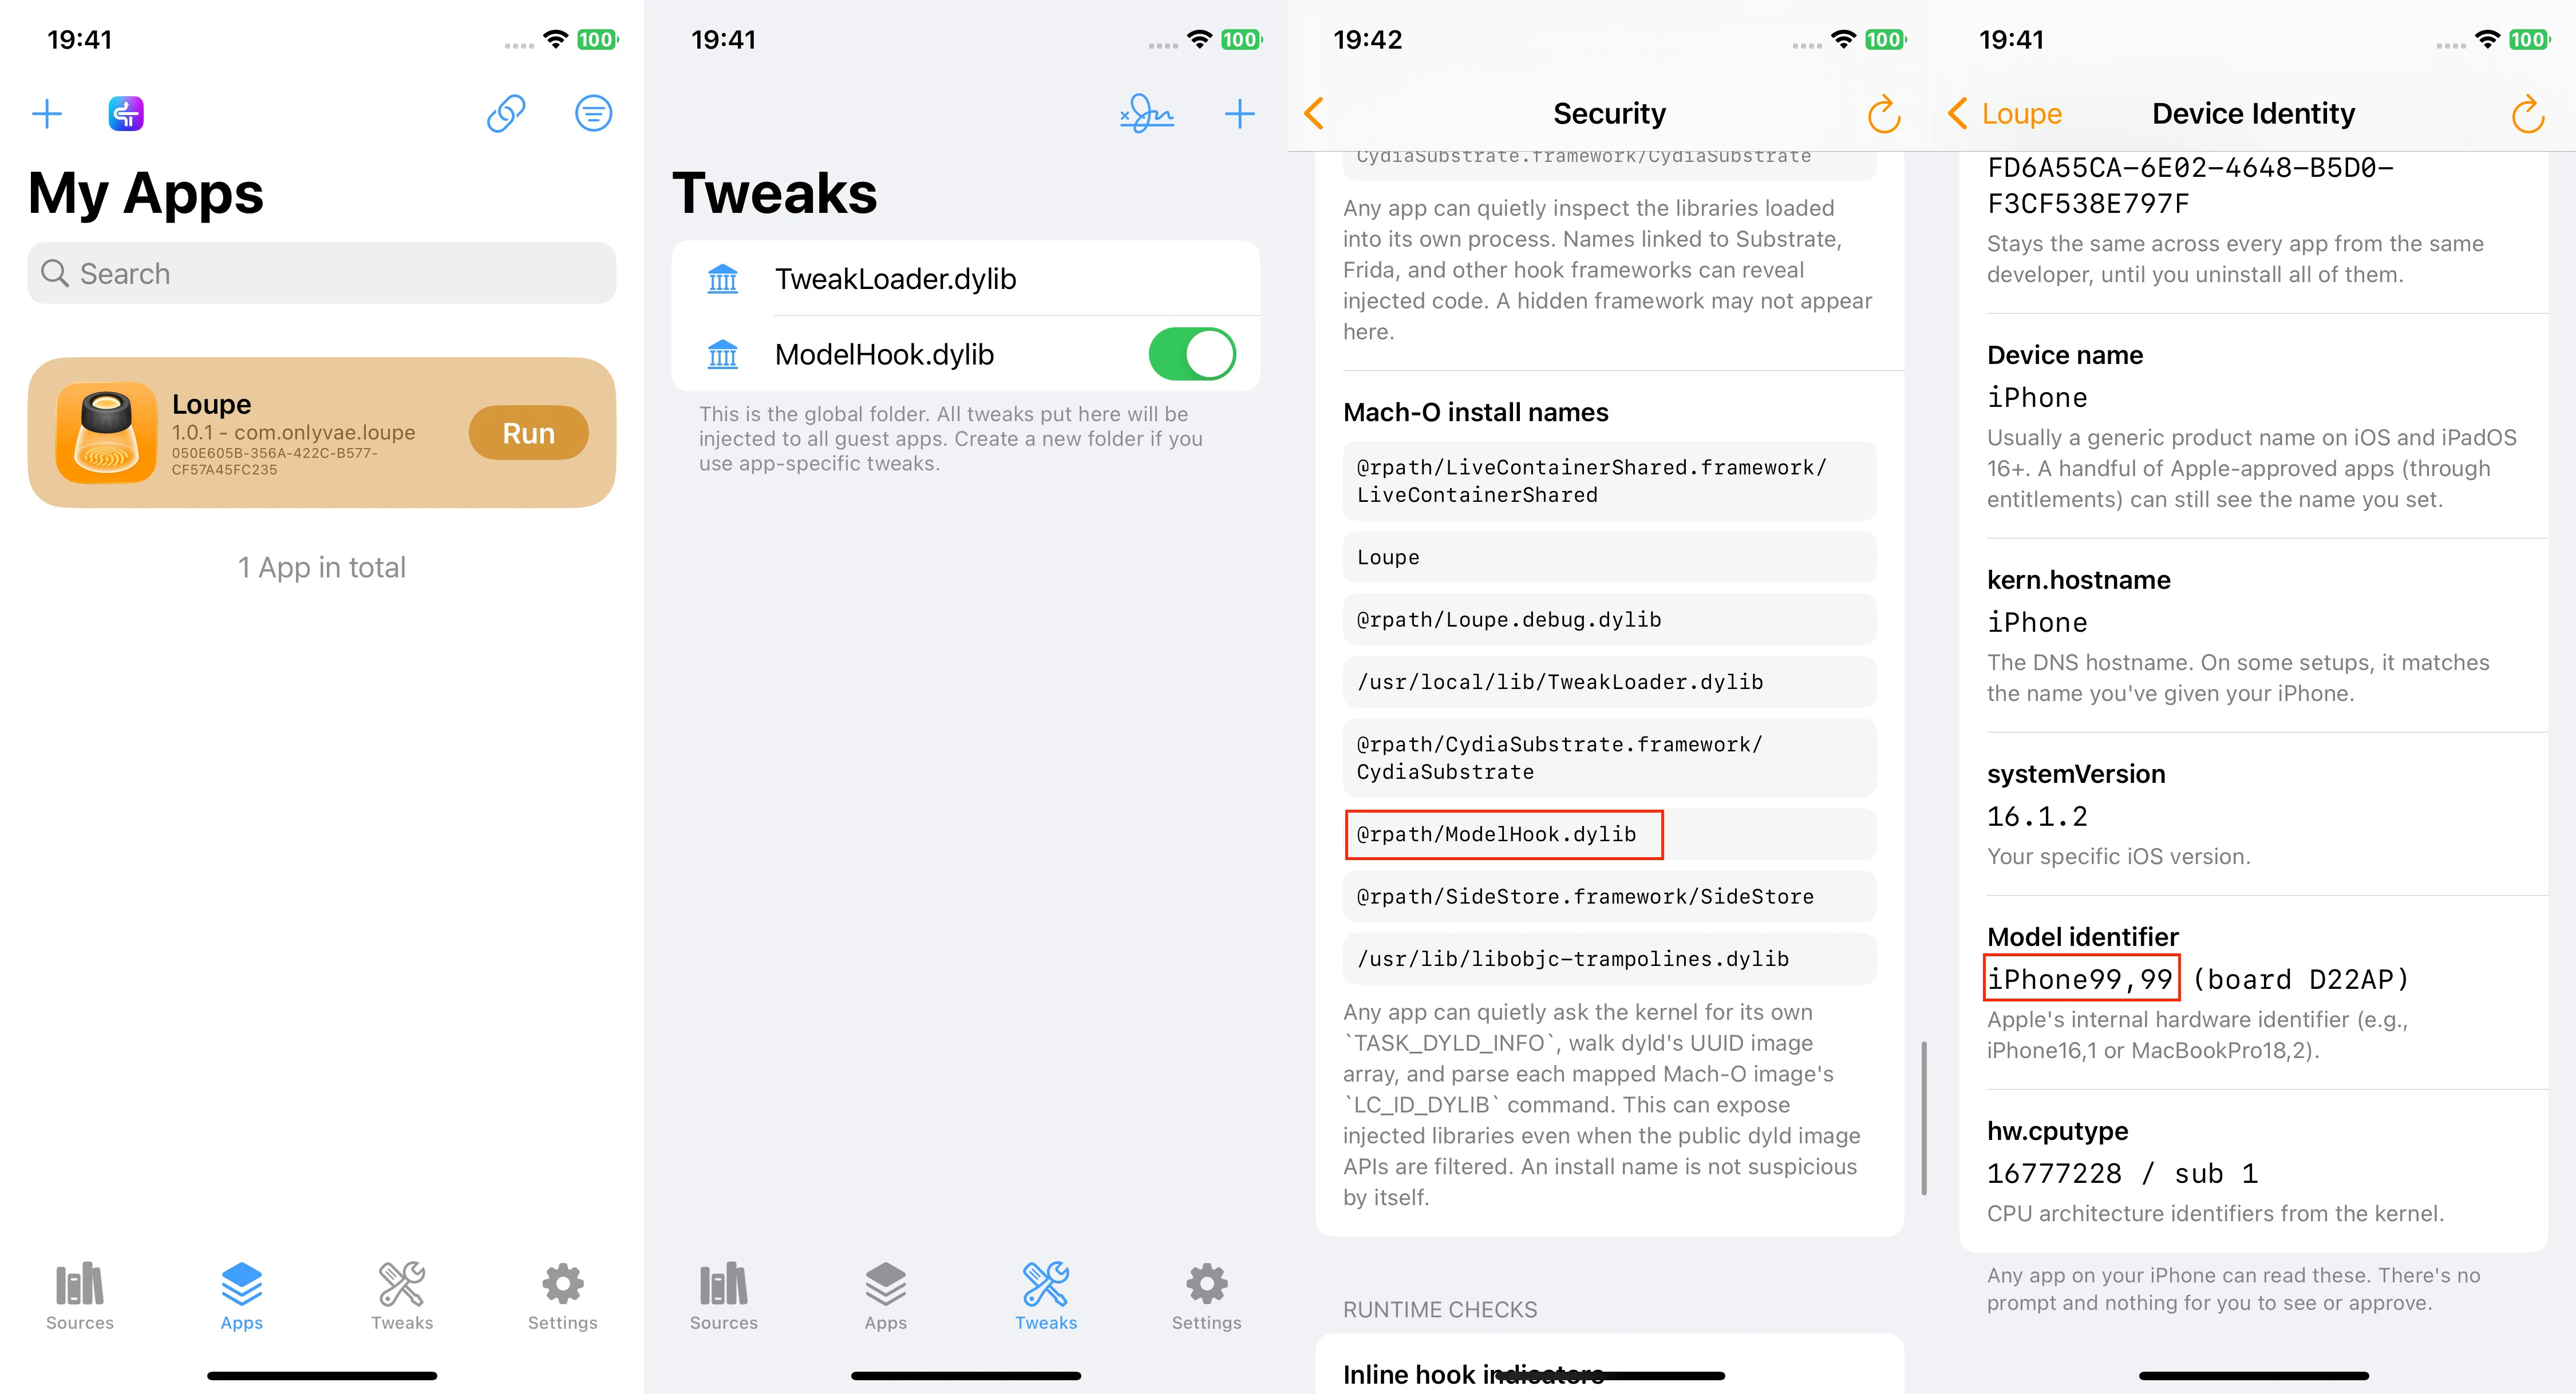 19:41
100
My Apps
Search
Loupe
1.0.1 - com.onlyvae.loupe
050E605B-356A-422C-B577-
CF57A45FC235
Run
1 App in total
Sources
Apps
Tweaks
Settings
19:41
100
Tweaks
TweakLoader.dylib
ModelHook.dylib
This is the global folder. All tweaks put here will be
injected to all guest apps. Create a new folder if you
use app-specific tweaks.
Sources
Apps
Tweaks
Settings
19:42
100
Security
CydiaSubstrate.framework/CydiaSubstrate
Any app can quietly inspect the libraries loaded
into its own process. Names linked to Substrate,
Frida, and other hook frameworks can reveal
injected code. A hidden framework may not appear
here.
Mach-O install names
@rpath/LiveContainerShared.framework/
LiveContainerShared
Loupe
@rpath/Loupe.debug.dylib
/usr/local/lib/TweakLoader.dylib
@rpath/CydiaSubstrate.framework/
CydiaSubstrate
@rpath/ModelHook.dylib
@rpath/SideStore.framework/SideStore
/usr/lib/libobjc-trampolines.dylib
Any app can quietly ask the kernel for its own
`TASK_DYLD_INFO`, walk dyld's UUID image
array, and parse each mapped Mach-O image's
`LC_ID_DYLIB` command. This can expose
injected libraries even when the public dyld image
APIs are filtered. An install name is not suspicious
by itself.
RUNTIME CHECKS
Inline hook indicators
19:41
100
Loupe
Device Identity
FD6A55CA-6E02-4648-B5D0-
F3CF538E797F
Stays the same across every app from the same
developer, until you uninstall all of them.
Device name
iPhone
Usually a generic product name on iOS and iPadOS
16+. A handful of Apple-approved apps (through
entitlements) can still see the name you set.
kern.hostname
iPhone
The DNS hostname. On some setups, it matches
the name you've given your iPhone.
systemVersion
16.1.2
Your specific iOS version.
Model identifier
iPhone99,99 (board D22AP)
Apple's internal hardware identifier (e.g.,
iPhone16,1 or MacBookPro18,2).
hw.cputype
16777228 / sub 1
CPU architecture identifiers from the kernel.
Any app on your iPhone can read these. There's no
prompt and nothing for you to see or approve.